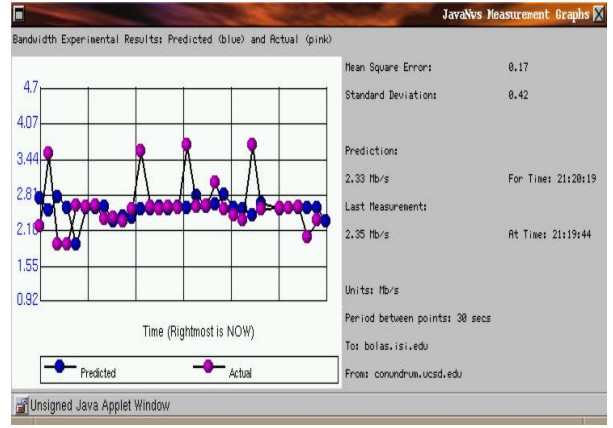 JavaNws Measurement Graphs
Bandwidth Experimental Results: Predicted (blue) and Actual (pink)
4.7
4.07
3.44
2.81
2.18
1.55
0.92
Time (Rightmost is NOW)
Predicted
Actual
Mean Square Error: 0.17
Standard Deviation: 0.42
Prediction:
2.33 Mb/s For Time: 21:20:19
Last Measurement:
2.35 Mb/s At Time: 21:19:44
Units: Mb/s
Period between points: 30 secs
To: bolas.isi.edu
From: conundrum.ucsd.edu
Unsigned Java Applet Window